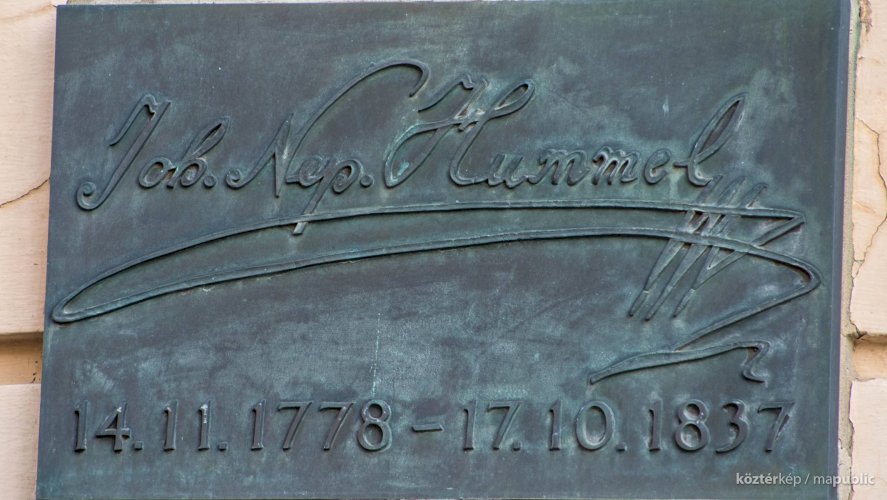 Joh. Nep. Hummel
14.11.1778 - 17.10.1837
köztérkép / mapublic